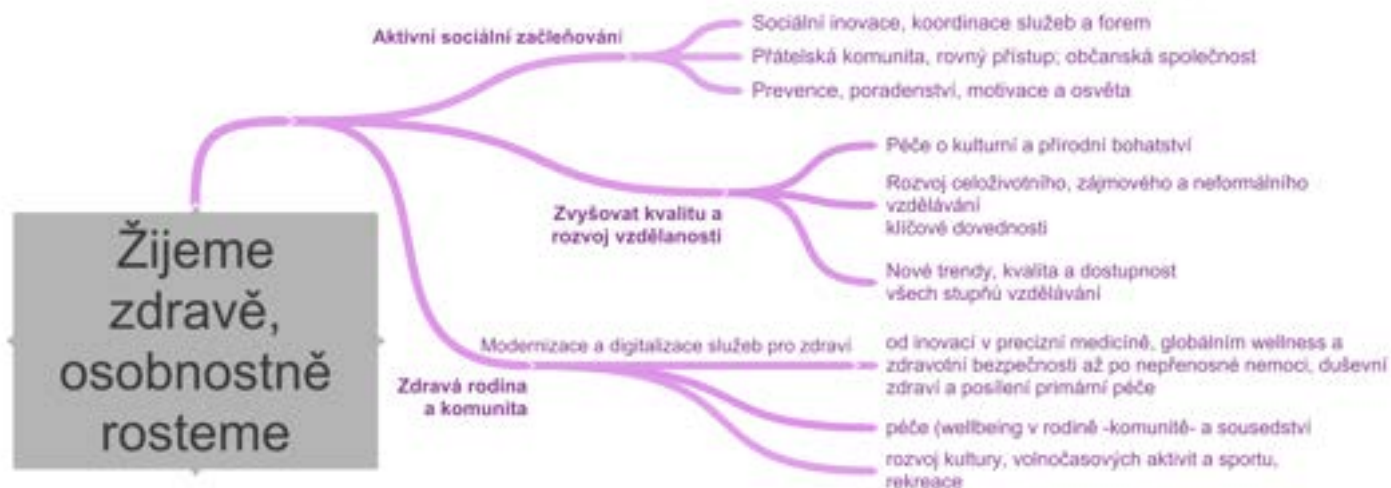 Žijeme
zdravě,
osobnostně
rosteme
Aktivní sociální začleňování
Sociální inovace, koordinace služeb a forem
Přátelská komunita, rovný přístup; občanská společnost
Prevence, poradenství, motivace a osvěta
Zvyšovat kvalitu a
rozvoj vzdělanosti
Péče o kulturní a přírodní bohatství
Rozvoj celoživotního, zájmového a neformálního
vzdělávání
klíčové dovednosti
Nové trendy, kvalita a dostupnost
všech stupňů vzdělávání
Zdravá rodina
a komunita
Modernizace a digitalizace služeb pro zdraví
od inovací v precizní medicíně, globálním wellness a
zdravotní bezpečnosti až po nepřenosné nemoci, duševní
zdraví a posílení primární péče
péče (wellbeing v rodině -komunitě- a sousedství
rozvoj kultury, volnočasových aktivit a sportu,
rekreace